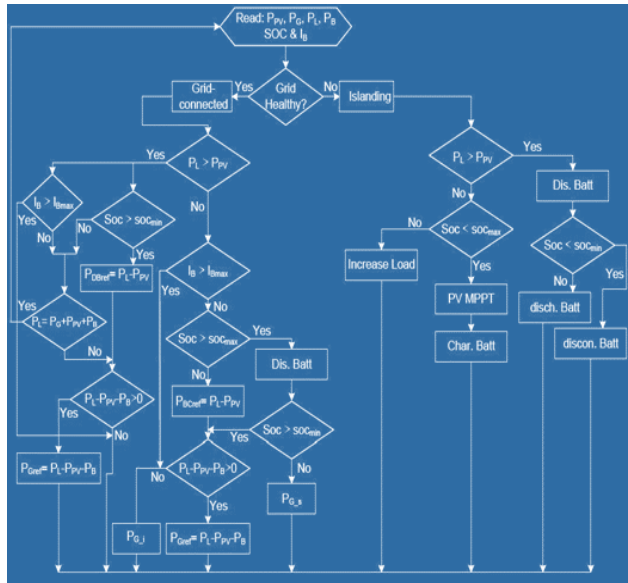 Read: P_PV, P_G, P_L, P_B
SOC & I_B
Grid-
connected
Yes
Grid
Healthy?
No
Islanding
Yes
P_L > P_PV
No
P_L > P_PV
Yes
No
Dis. Batt
I_B > I_Bmax
Yes
No
Soc > soc_min
No
Yes
P_DBref= P_L-P_PV
I_B > I_Bmax
Yes
No
No
Soc < soc_max
Yes
Soc < soc_min
No
Yes
Increase Load
PV MPPT
disch. Batt
Yes
P_L= P_G+P_PV+P_B
No
Soc > soc_max
Yes
No
Char. Batt
discon. Batt
Dis. Batt
P_L-P_PV-P_B>0
Yes
No
P_BCref= P_L-P_PV
Yes
Soc > soc_min
No
P_Gref= P_L-P_PV-P_B
No
P_L-P_PV-P_B>0
Yes
P_G_s
P_G_i
P_Gref= P_L-P_PV-P_B